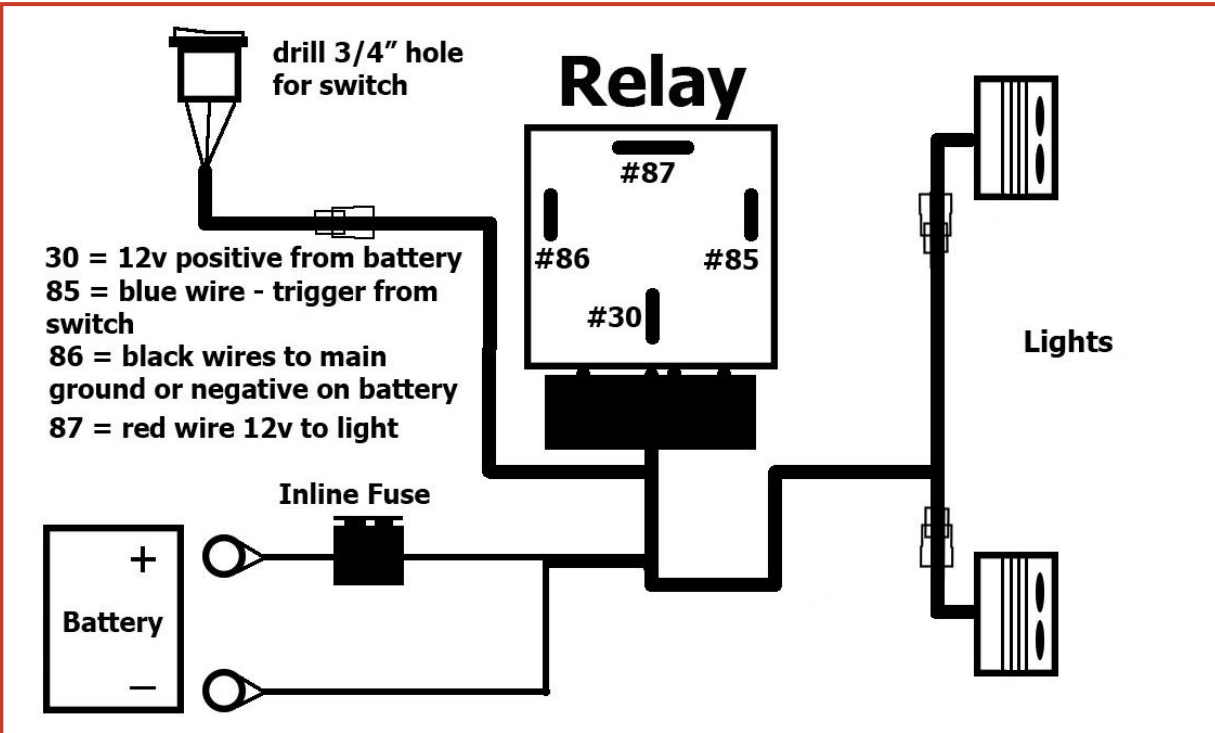 drill 3/4” hole
for switch
Relay
#87
#86
#85
#30
30 = 12v positive from battery
85 = blue wire - trigger from
switch
86 = black wires to main
ground or negative on battery
87 = red wire 12v to light
Lights
Inline Fuse
+
Battery
—